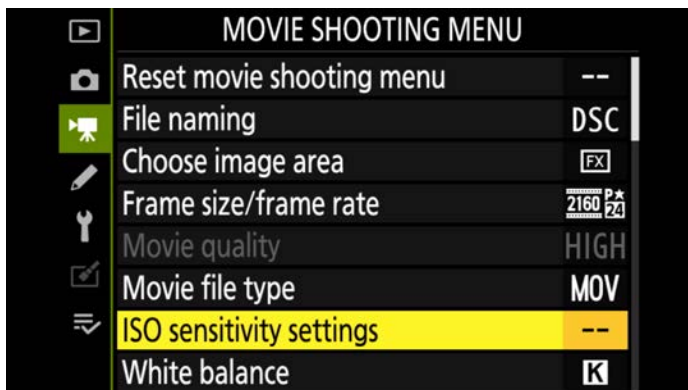 MOVIE SHOOTING MENU
Reset movie shooting menu --
File naming DSC
Choose image area FX
Frame size/frame rate 2160 P★ 24
Movie quality HIGH
Movie file type MOV
ISO sensitivity settings --
White balance K